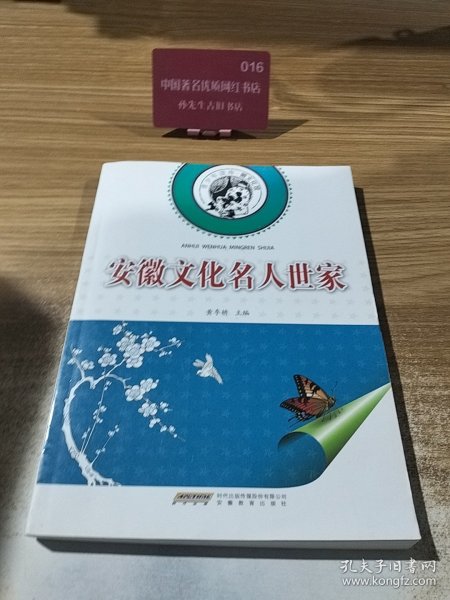 016
中国著名优质网红书店
孙先生古旧书店
ANHUI WENHUA MINGREN SHIJIA
安徽文化名人世家
黄季耕 主编
时代出版传媒股份有限公司
安徽教育出版社
孔夫子旧书网
www.kongfz.com